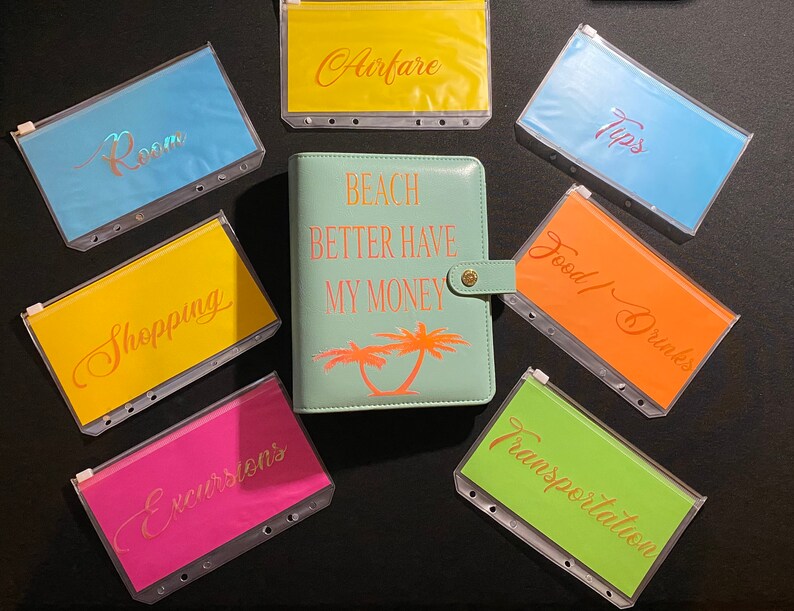 Airfare
Room
Tips
BEACH
BETTER HAVE
MY MONEY
Shopping
Food/Drinks
Excursions
Transportation